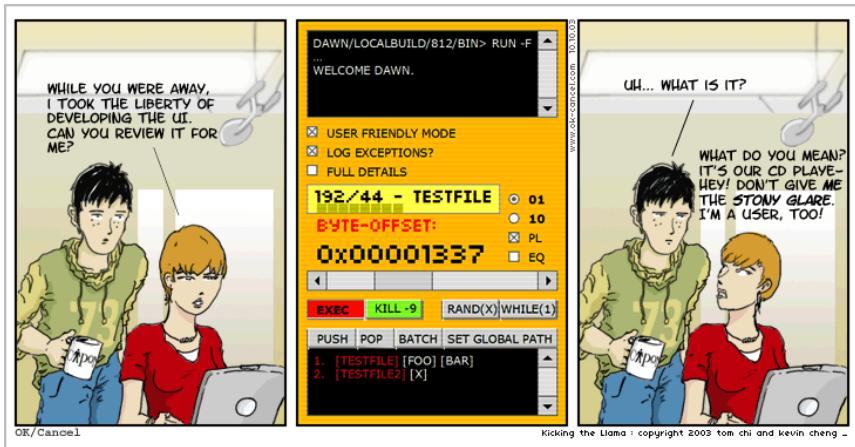 WHILE YOU WERE AWAY,
I TOOK THE LIBERTY OF
DEVELOPING THE UI.
CAN YOU REVIEW IT FOR
ME?
73
UXPOS
DAWN/LOCALBUILD/812/BIN> RUN -F
...
WELCOME DAWN.
USER FRIENDLY MODE
LOG EXCEPTIONS?
FULL DETAILS
192/44 - TESTFILE
01
10
BYTE-OFFSET:
PL
0x00001337
EQ
EXEC
KILL -9
RAND(X)
WHILE(1)
PUSH
POP
BATCH
SET GLOBAL PATH
1. [TESTFILE] [FOO] [BAR]
2. [TESTFILE2] [X]
www.ok-cancel.com 10.10.03
UH... WHAT IS IT?
WHAT DO YOU MEAN?
IT'S OUR CD PLAYE-
HEY! DON'T GIVE ME
THE STONY GLARE.
I'M A USER, TOO!
73
UXPOS
OK/Cancel
Kicking the Llama : copyright 2003 tom chi and kevin cheng _